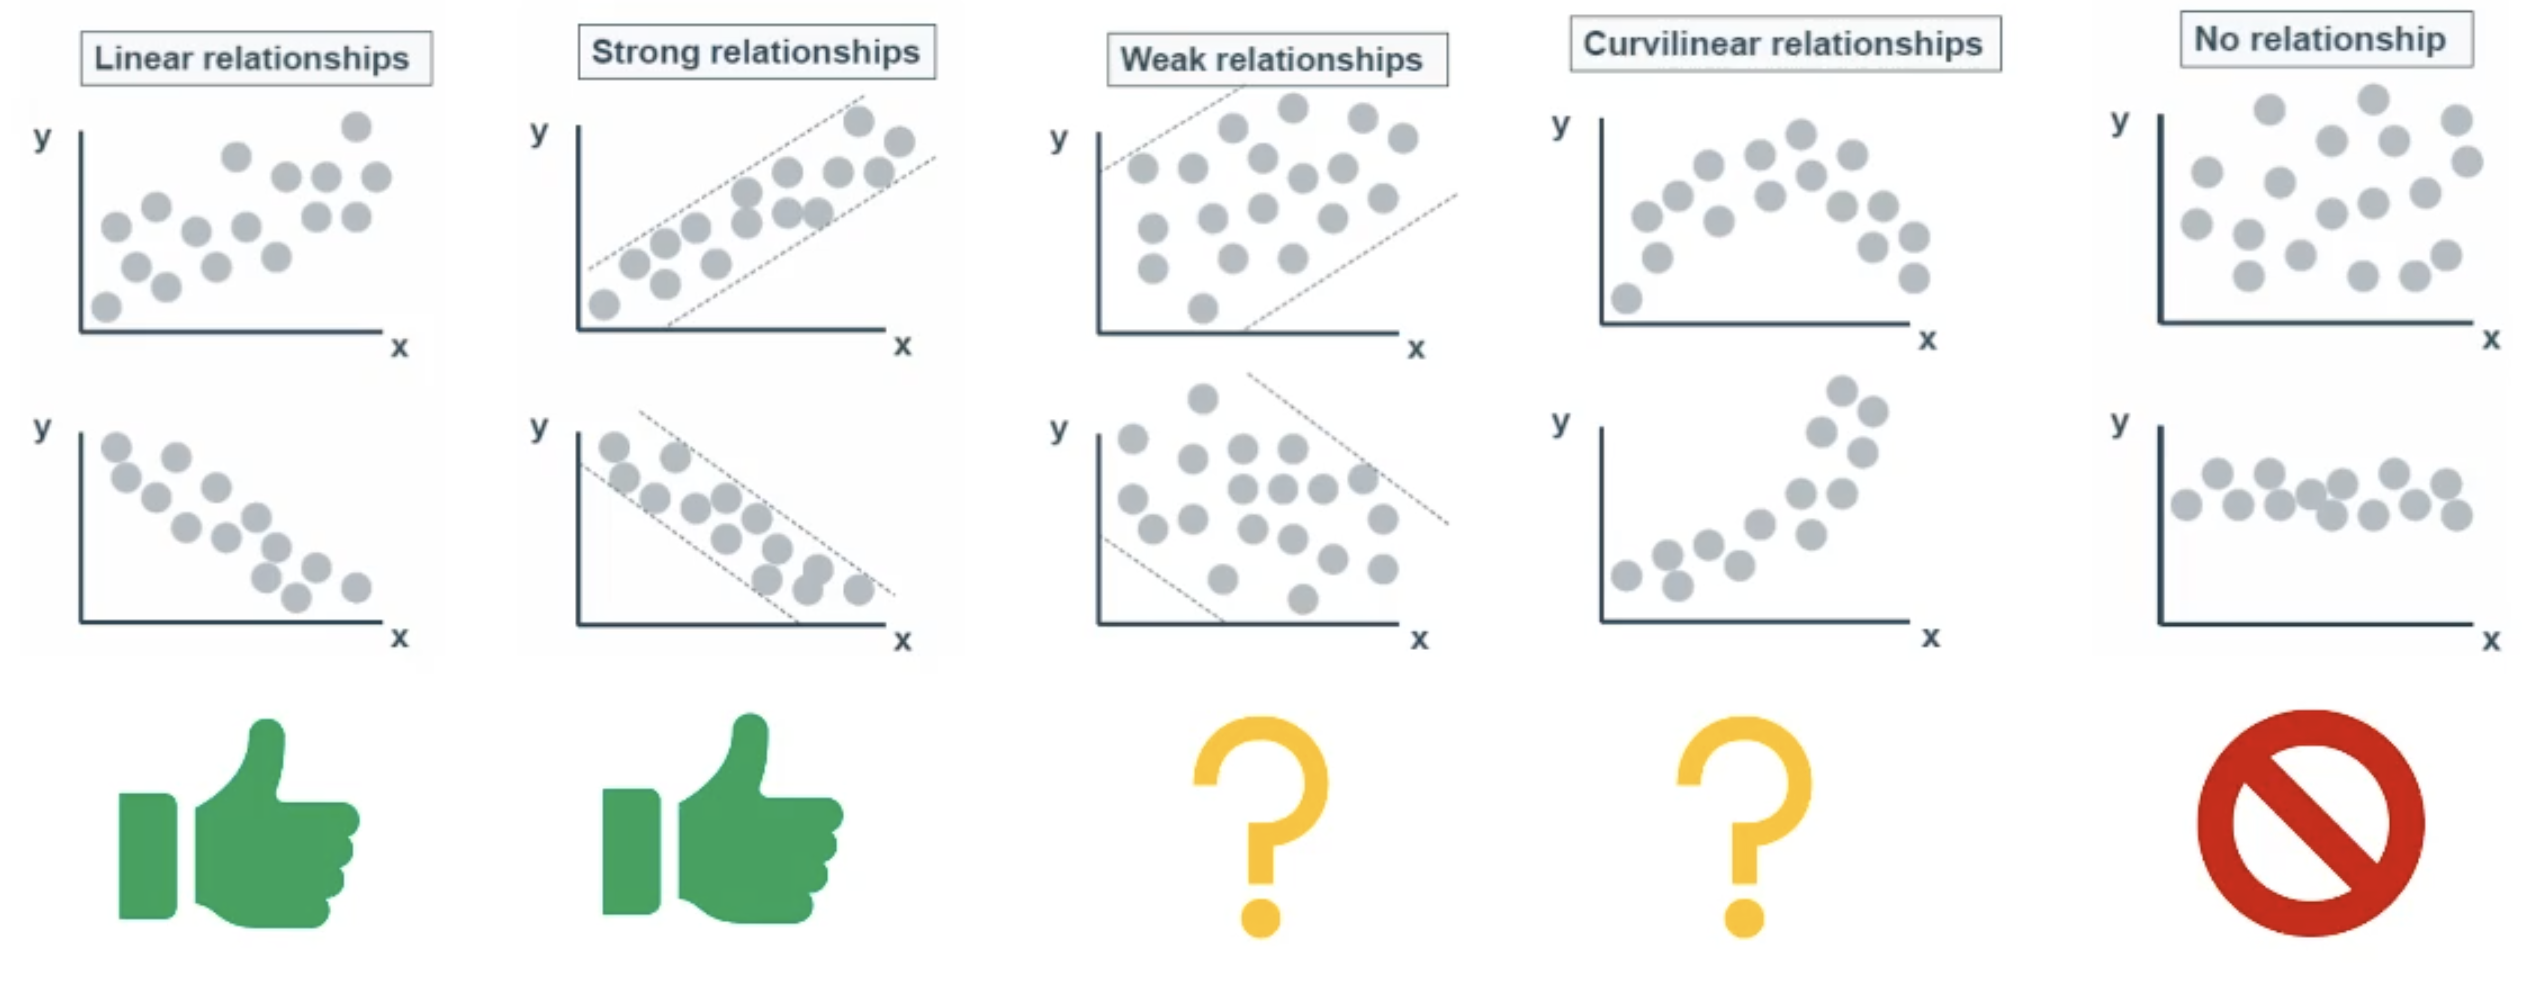 Linear relationships
Strong relationships
Weak relationships
Curvilinear relationships
No relationship
y
x
y
x
y
x
y
x
y
x
y
x
y
x
y
x
y
x
y
x